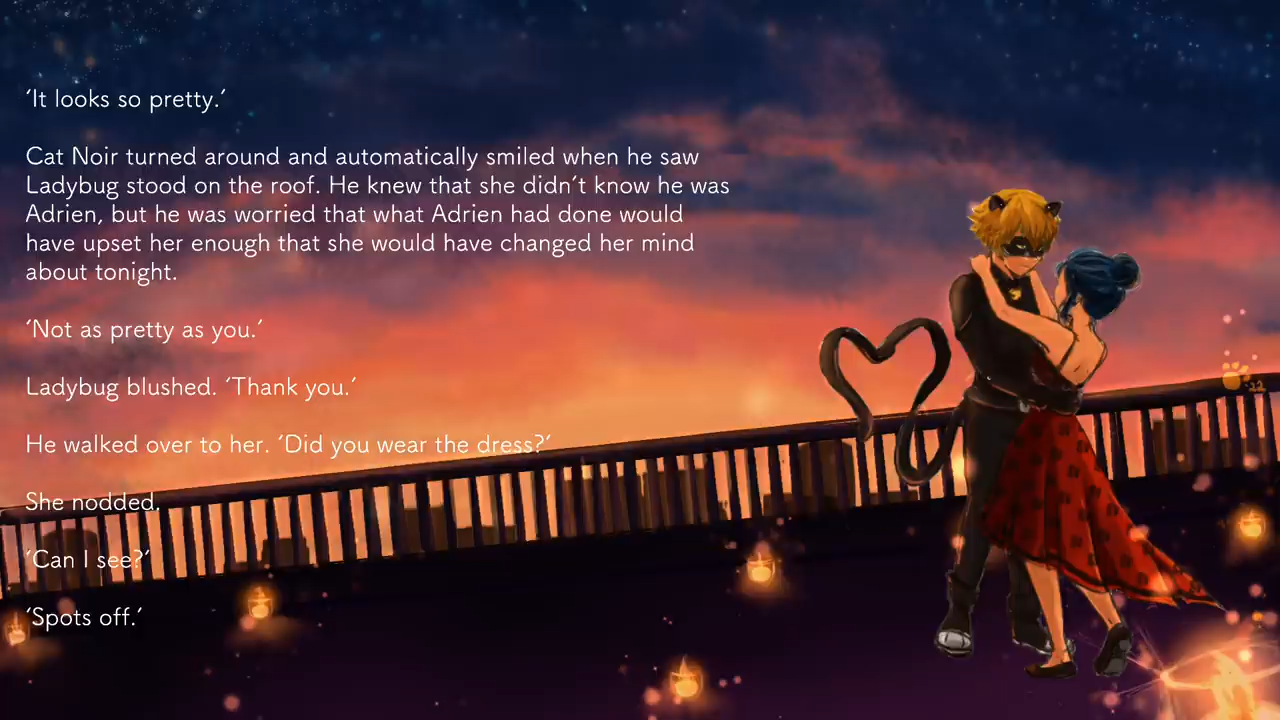 ‘It looks so pretty.’
Cat Noir turned around and automatically smiled when he saw
Ladybug stood on the roof. He knew that she didn’t know he was
Adrien, but he was worried that what Adrien had done would
have upset her enough that she would have changed her mind
about tonight.
‘Not as pretty as you.’
Ladybug blushed. ‘Thank you.’
He walked over to her. ‘Did you wear the dress?’
She nodded.
‘Can I see?’
‘Spots off.’